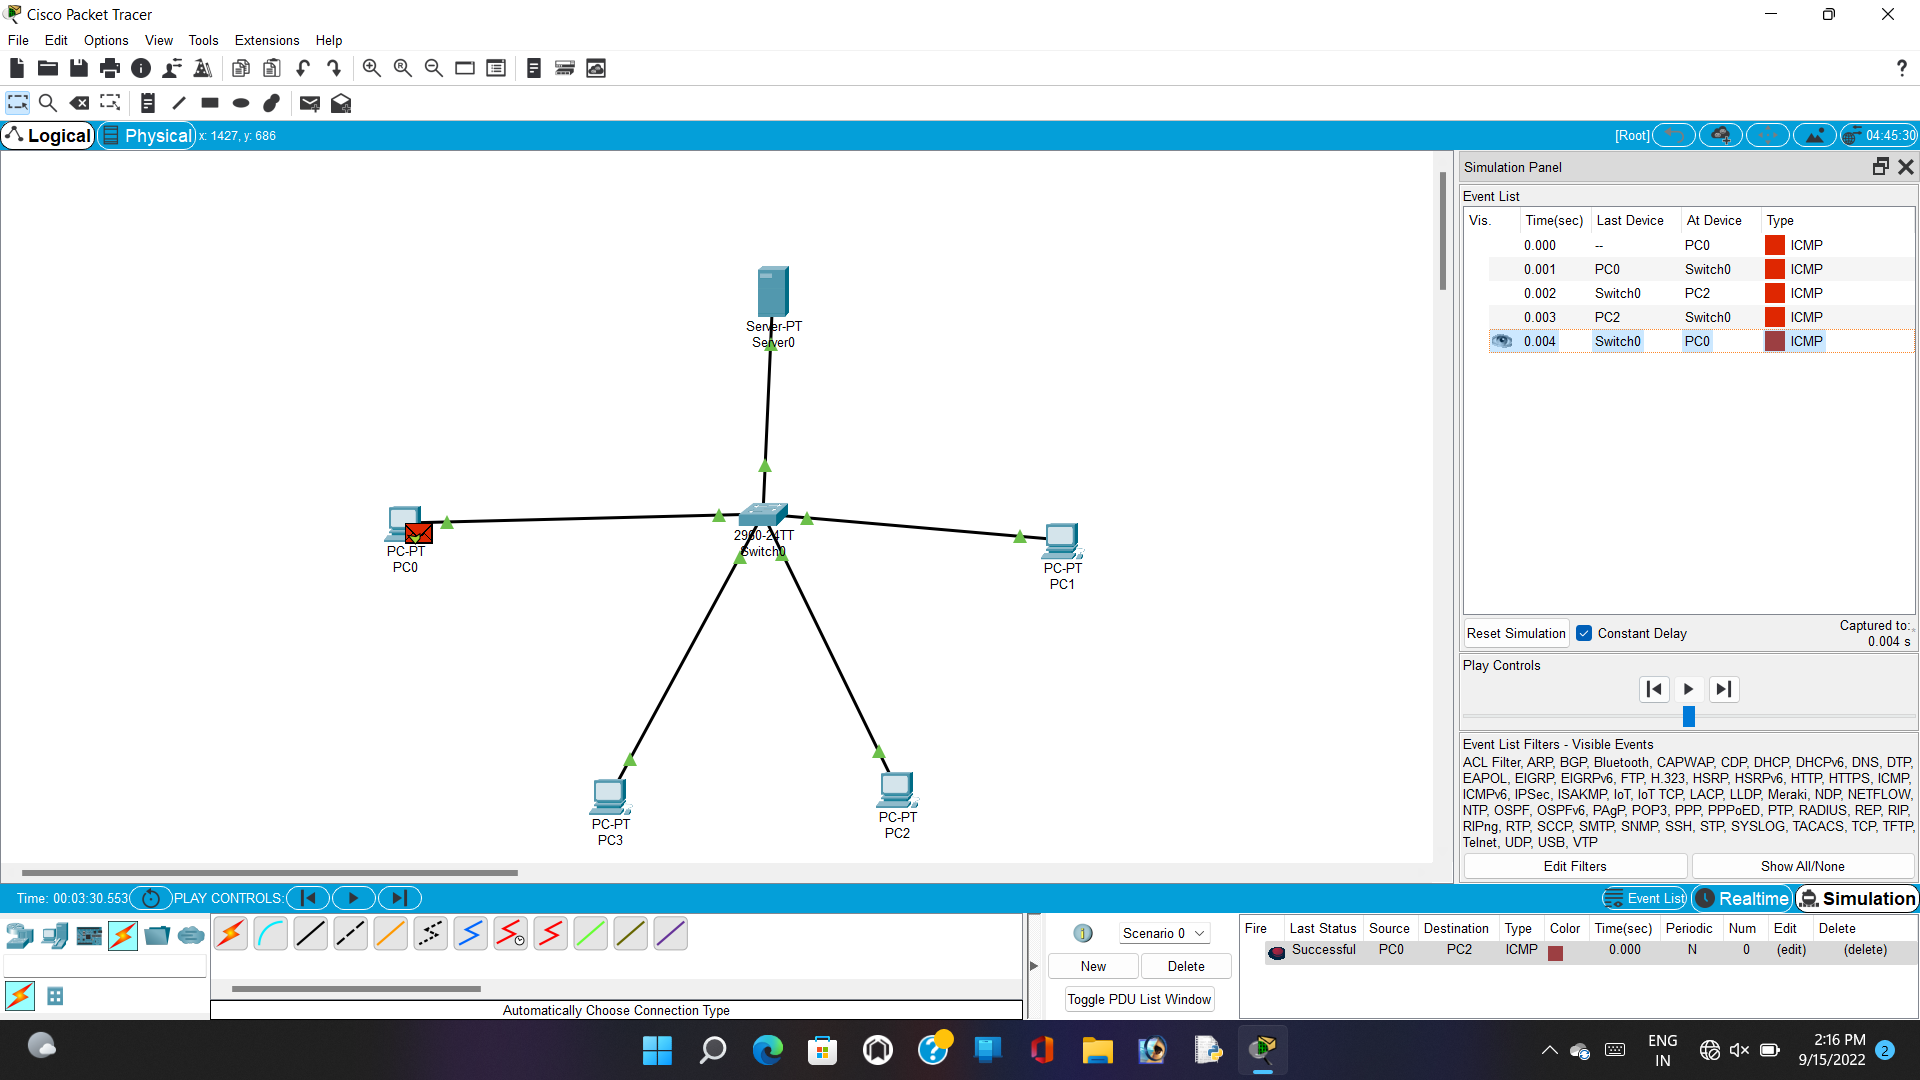 Cisco Packet Tracer
File Edit Options View Tools Extensions Help
?
Logical Physical x: 1427, y: 686 [Root] 04:45:30
Simulation Panel
Event List
Vis. Time(sec) Last Device At Device Type
0.000 -- PC0 ICMP
0.001 PC0 Switch0 ICMP
0.002 Switch0 PC2 ICMP
0.003 PC2 Switch0 ICMP
0.004 Switch0 PC0 ICMP
Server-PT
Server0
2960-24TT
Switch0
PC-PT
PC0
PC-PT
PC1
PC-PT
PC3
PC-PT
PC2
Reset Simulation Constant Delay Captured to:
0.004 s
Play Controls
Event List Filters - Visible Events
ACL Filter, ARP, BGP, Bluetooth, CAPWAP, CDP, DHCP, DHCPv6, DNS, DTP,
EAPOL, EIGRP, EIGRPv6, FTP, H.323, HSRP, HSRPv6, HTTP, HTTPS, ICMP,
ICMPv6, IPSec, ISAKMP, IoT, IoT TCP, LACP, LLDP, Meraki, NDP, NETFLOW,
NTP, OSPF, OSPFv6, PAgP, POP3, PPP, PPPoED, PTP, RADIUS, REP, RIP,
RIPng, RTP, SCCP, SMTP, SNMP, SSH, STP, SYSLOG, TACACS, TCP, TFTP,
Telnet, UDP, USB, VTP
Edit Filters Show All/None
Time: 00:03:30.553 PLAY CONTROLS: Event List Realtime Simulation
1 Scenario 0
New Delete
Toggle PDU List Window
Fire Last Status Source Destination Type Color Time(sec) Periodic Num Edit Delete
Successful PC0 PC2 ICMP 0.000 N 0 (edit) (delete)
Automatically Choose Connection Type
ENG
IN
2:16 PM
9/15/2022
2